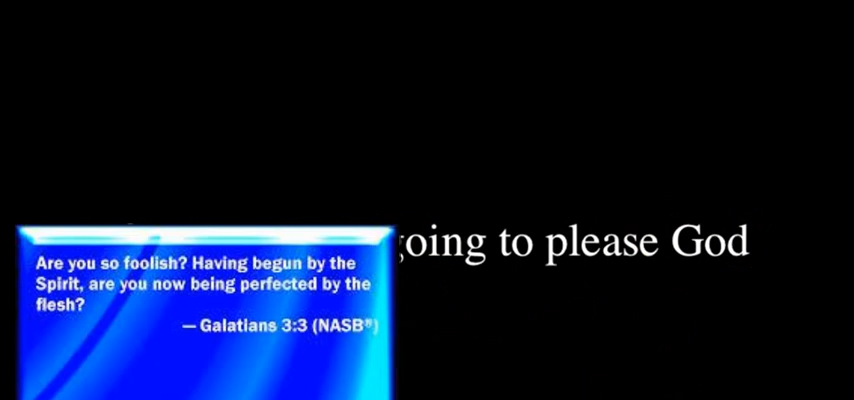 going to please God
Are you so foolish? Having begun by the
Spirit, are you now being perfected by the
flesh?
— Galatians 3:3 (NASB®)